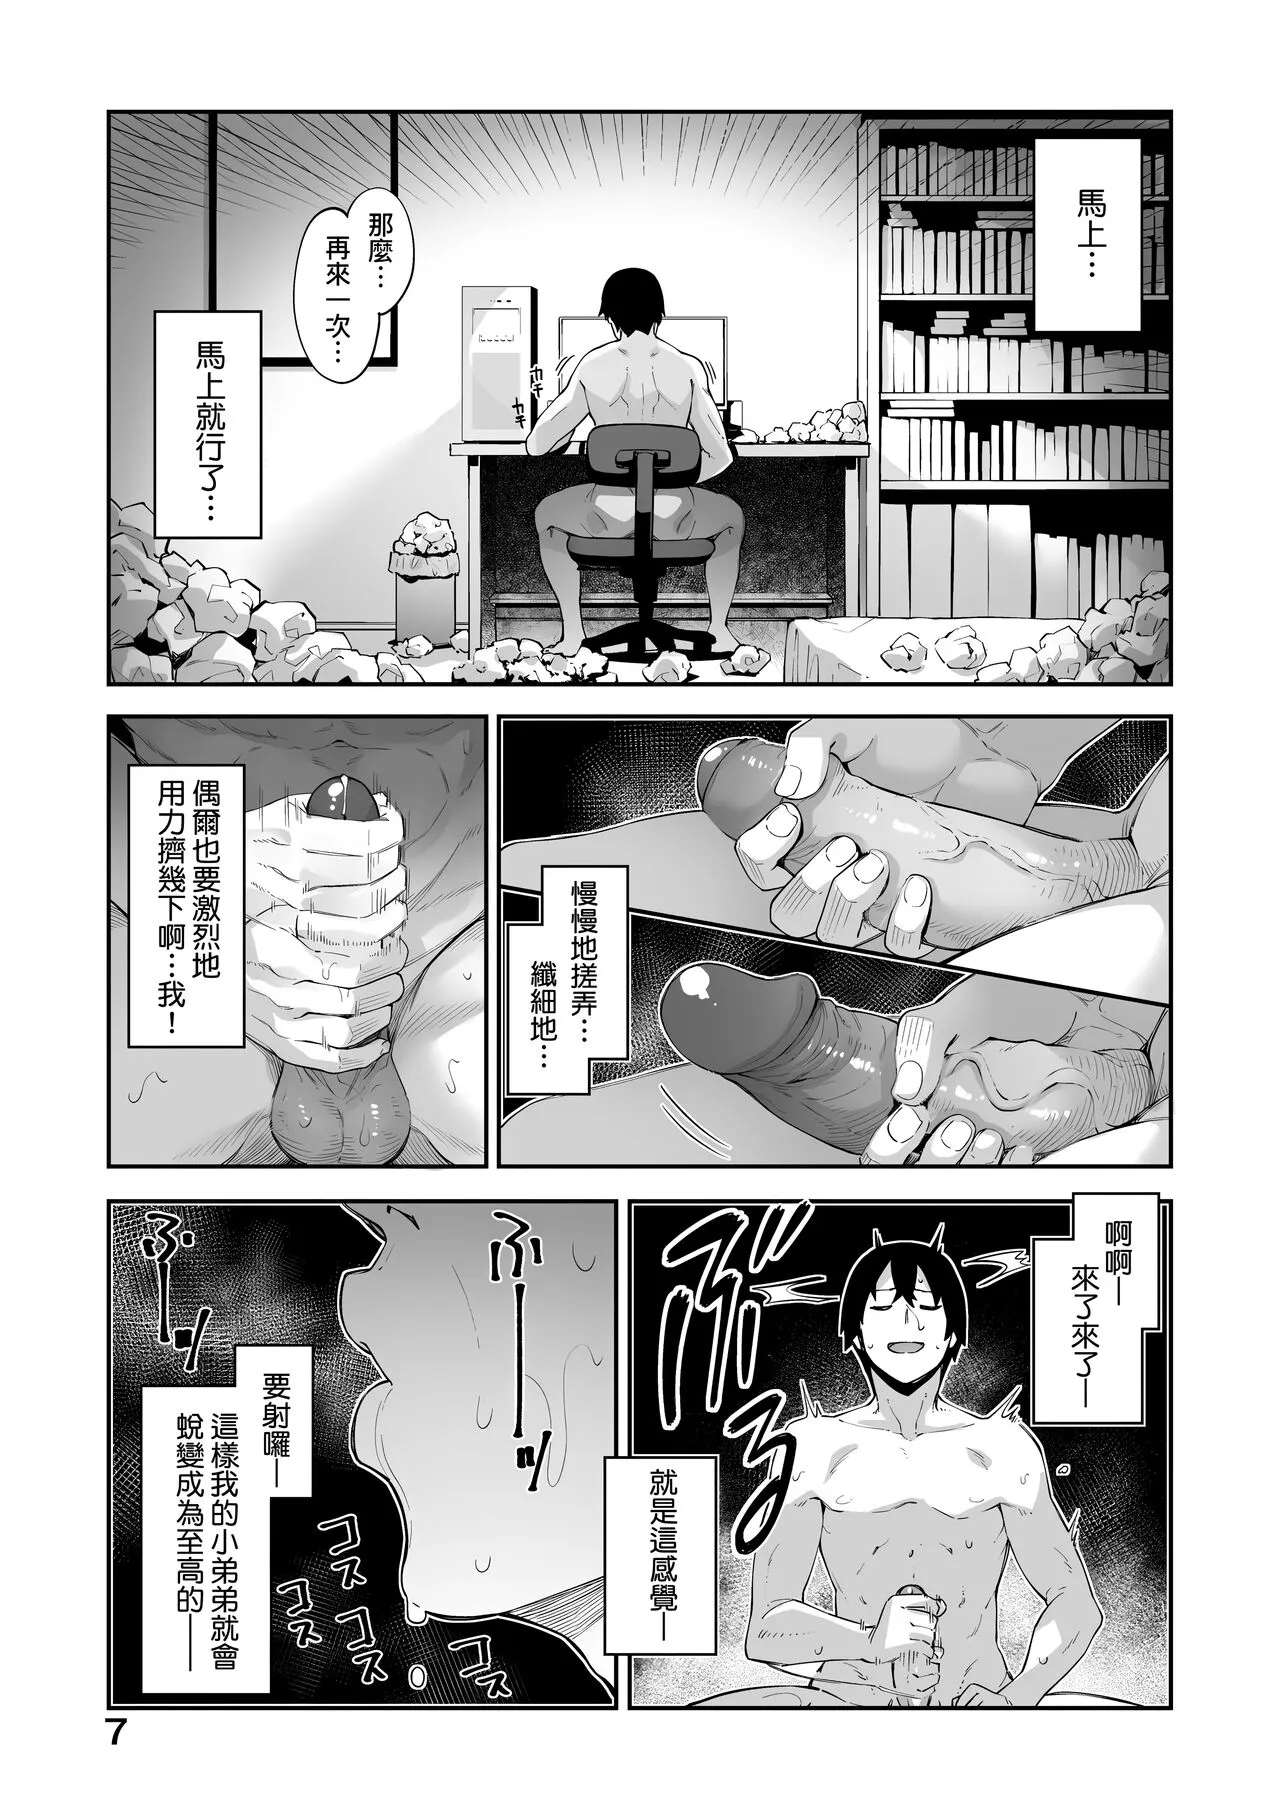 馬上…
那麼…
再來一次…
カチ
カチ
馬上就行了…
慢慢地搓弄…
纖細地…
偶爾也要激烈地
用力擠幾下啊…我！
啊啊—
來了來了—
ぶるる
就是這感覺—
ふーッ
ふーッ
要射囉—
這樣我的小弟弟就會
蛻變成為至高的——
コス
コス
コス
7